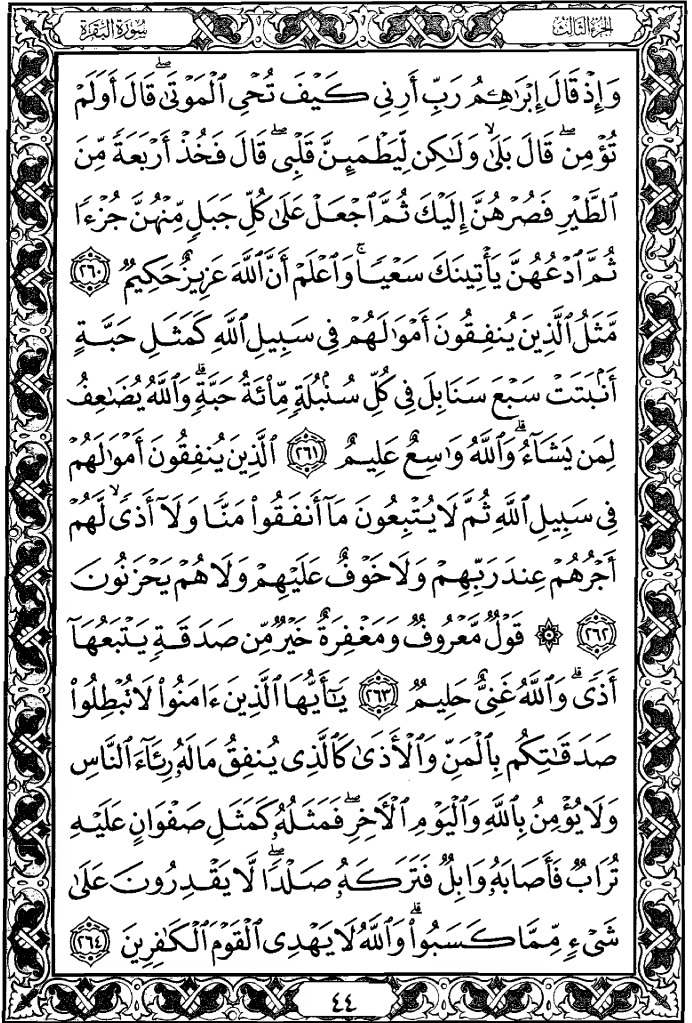 الجزء الثالث
سورة البقرة
وَإِذْ قَالَ إِبْرَٰهِـۧمُ رَبِّ أَرِنِى كَيْفَ تُحْىِ ٱلْمَوْتَىٰ ۖ قَالَ أَوَلَمْ
تُؤْمِن ۖ قَالَ بَلَىٰ وَلَٰكِن لِّيَطْمَئِنَّ قَلْبِى ۖ قَالَ فَخُذْ أَرْبَعَةً مِّنَ
ٱلطَّيْرِ فَصُرْهُنَّ إِلَيْكَ ثُمَّ ٱجْعَلْ عَلَىٰ كُلِّ جَبَلٍ مِّنْهُنَّ جُزْءًا
ثُمَّ ٱدْعُهُنَّ يَأْتِينَكَ سَعْيًا ۚ وَٱعْلَمْ أَنَّ ٱللَّهَ عَزِيزٌ حَكِيمٌ ٢٦٠
مَّثَلُ ٱلَّذِينَ يُنفِقُونَ أَمْوَٰلَهُمْ فِى سَبِيلِ ٱللَّهِ كَمَثَلِ حَبَّةٍ
أَنۢبَتَتْ سَبْعَ سَنَابِلَ فِى كُلِّ سُنۢبُلَةٍ مِّا۟ئَةُ حَبَّةٍ ۗ وَٱللَّهُ يُضَٰعِفُ
لِمَن يَشَآءُ ۗ وَٱللَّهُ وَٰسِعٌ عَلِيمٌ ٢٦١ ٱلَّذِينَ يُنفِقُونَ أَمْوَٰلَهُمْ
فِى سَبِيلِ ٱللَّهِ ثُمَّ لَا يُتْبِعُونَ مَآ أَنفَقُوا۟ مَنًّا وَلَآ أَذًى ۙ لَّهُمْ
أَجْرُهُمْ عِندَ رَبِّهِمْ وَلَا خَوْفٌ عَلَيْهِمْ وَلَا هُمْ يَحْزَنُونَ
٢٦٢ ۞ قَوْلٌ مَّعْرُوفٌ وَمَغْفِرَةٌ خَيْرٌ مِّن صَدَقَةٍ يَتْبَعُهَآ
أَذًى ۗ وَٱللَّهُ غَنِىٌّ حَلِيمٌ ٢٦٣ يَٰٓأَيُّهَا ٱلَّذِينَ ءَامَنُوا۟ لَا تُبْطِلُوا۟
صَدَقَٰتِكُم بِٱلْمَنِّ وَٱلْأَذَىٰ كَٱلَّذِى يُنفِقُ مَالَهُۥ رِئَآءَ ٱلنَّاسِ
وَلَا يُؤْمِنُ بِٱللَّهِ وَٱلْيَوْمِ ٱلْءَاخِرِ ۖ فَمَثَلُهُۥ كَمَثَلِ صَفْوَانٍ عَلَيْهِ
تُرَابٌ فَأَصَابَهُۥ وَابِلٌ فَتَرَكَهُۥ صَلْدًا ۖ لَّا يَقْدِرُونَ عَلَىٰ
شَىْءٍ مِّمَّا كَسَبُوا۟ ۗ وَٱللَّهُ لَا يَهْدِى ٱلْقَوْمَ ٱلْكَٰفِرِينَ ٢٦٤
٤٤